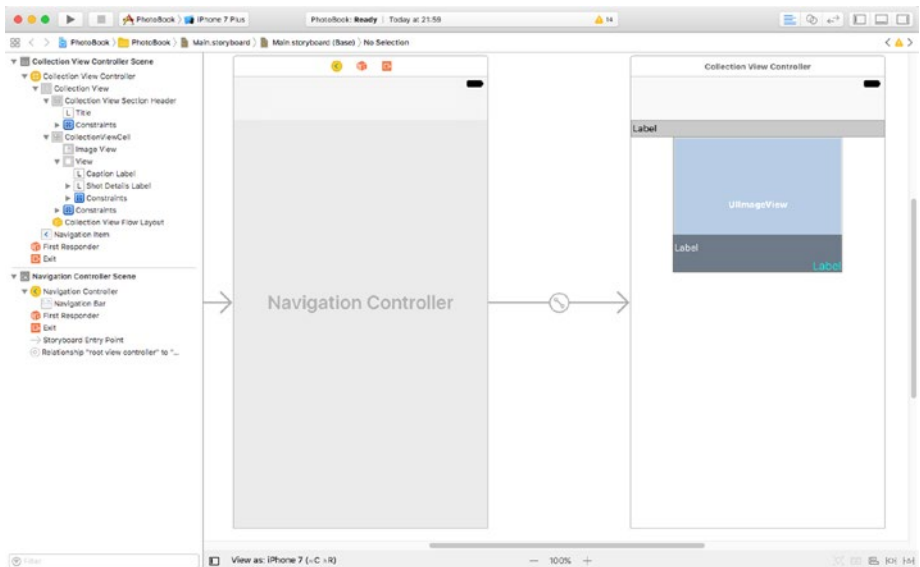 PhotoBook
iPhone 7 Plus
PhotoBook: Ready | Today at 21:59
14
PhotoBook
PhotoBook
Main.storyboard
Main.storyboard (Base)
No Selection
Collection View Controller Scene
Collection View Controller
Collection View
Collection View Section Header
L Title
Constraints
CollectionViewCell
Image View
View
L Caption Label
L Shot Details Label
Constraints
Constraints
Collection View Flow Layout
Navigation Item
First Responder
Exit
Navigation Controller Scene
Navigation Controller
Navigation Bar
First Responder
Exit
Storyboard Entry Point
Relationship "root view controller" to "...
Filter
Navigation Controller
Collection View Controller
Label
UIImageView
Label
Label
View as: iPhone 7 (wC hR)
— 100% +